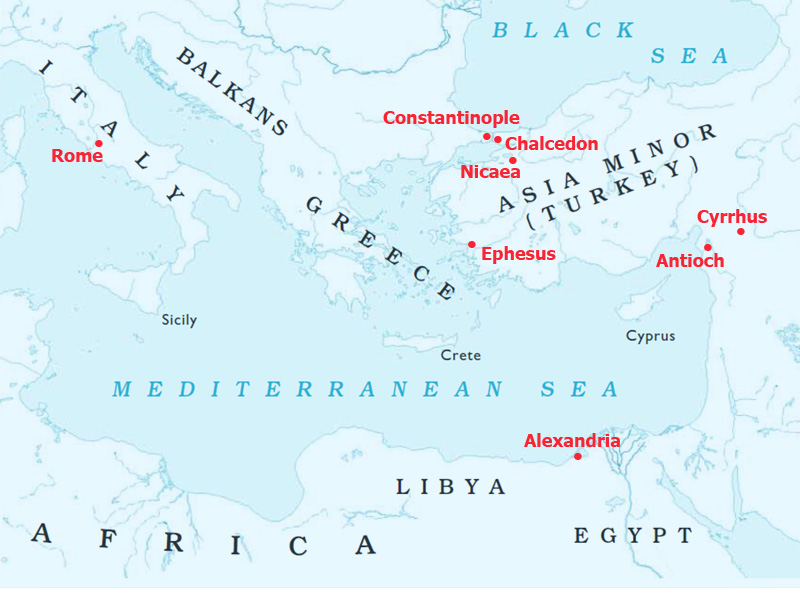 BLACK
SEA
ITALY
BALKANS
Constantinople
Chalcedon
Rome
Nicaea
ASIA MINOR
(TURKEY)
GREECE
Cyrrhus
Ephesus
Antioch
Sicily
Cyprus
Crete
MEDITERRANEAN SEA
Alexandria
LIBYA
AFRICA
EGYPT